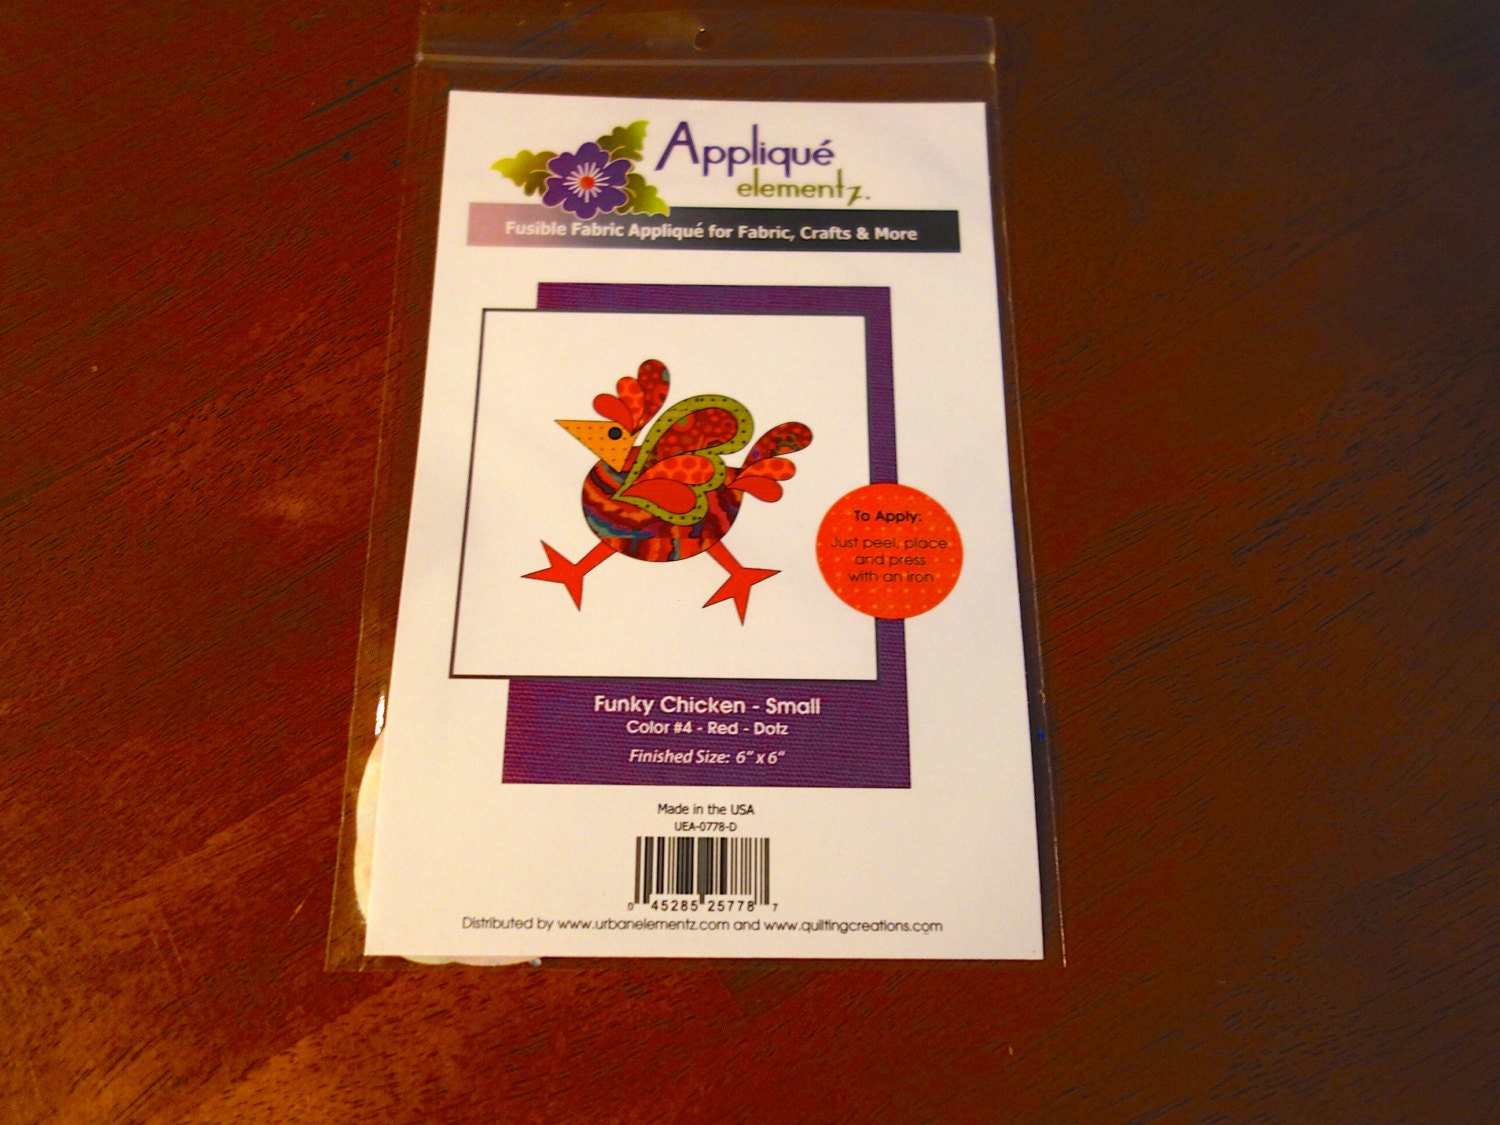 Appliqué
elementz.
Fusible Fabric Appliqué for Fabric, Crafts & More
To Apply:
Just peel, place
and press
with an iron
Funky Chicken - Small
Color #4 - Red - Dotz
Finished Size: 6" x 6"
Made in the USA
UEA-0778-D
0 45285 25778 7
Distributed by www.urbanelementz.com and www.quiltingcreations.com